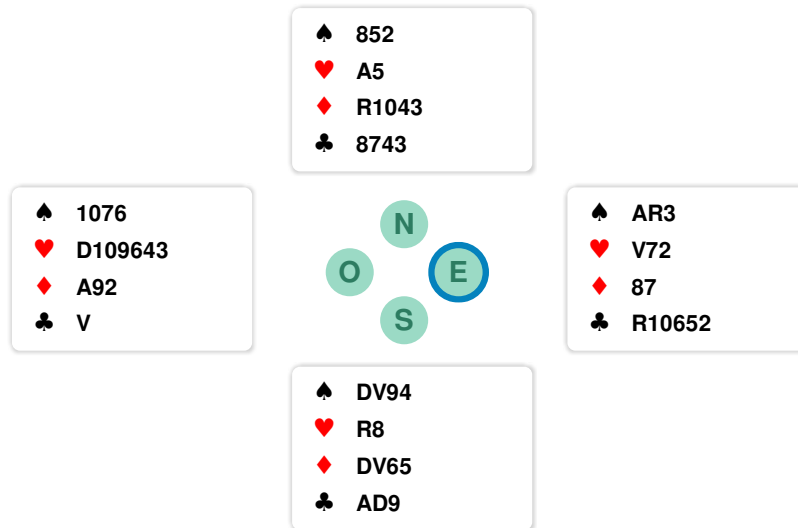 ♠ 852
♥ A5
♦ R1043
♣ 8743
♠ 1076
♥ D109643
♦ A92
♣ V
N
O E
S
♠ AR3
♥ V72
♦ 87
♣ R10652
♠ DV94
♥ R8
♦ DV65
♣ AD9